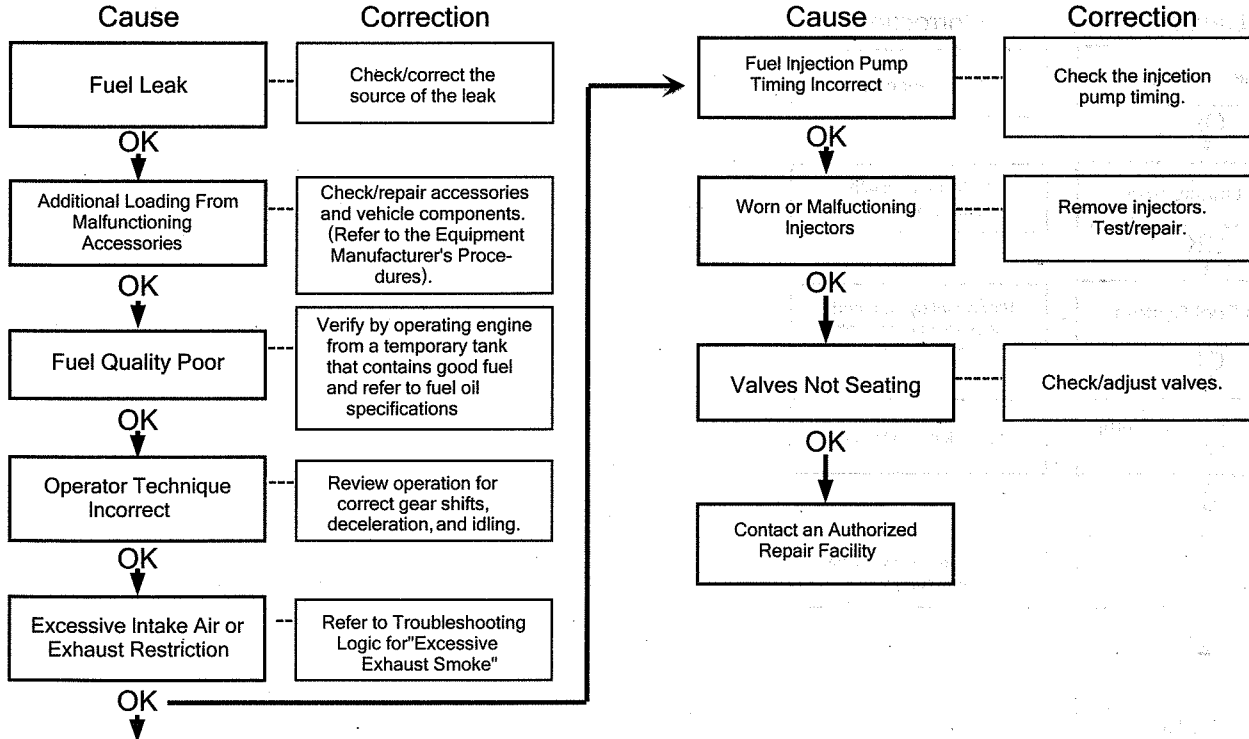 Cause
Correction
Fuel Leak
Check/correct the
source of the leak
OK
Additional Loading From
Malfunctioning
Accessories
Check/repair accessories
and vehicle components.
(Refer to the Equipment
Manufacturer's Proce-
dures).
OK
Fuel Quality Poor
Verify by operating engine
from a temporary tank
that contains good fuel
and refer to fuel oil
specifications
OK
Operator Technique
Incorrect
Review operation for
correct gear shifts,
deceleration, and idling.
OK
Excessive Intake Air or
Exhaust Restriction
Refer to Troubleshooting
Logic for"Excessive
Exhaust Smoke"
OK
Cause
Correction
Fuel Injection Pump
Timing Incorrect
Check the injcetion
pump timing.
OK
Worn or Malfuctioning
Injectors
Remove injectors.
Test/repair.
OK
Valves Not Seating
Check/adjust valves.
OK
Contact an Authorized
Repair Facility